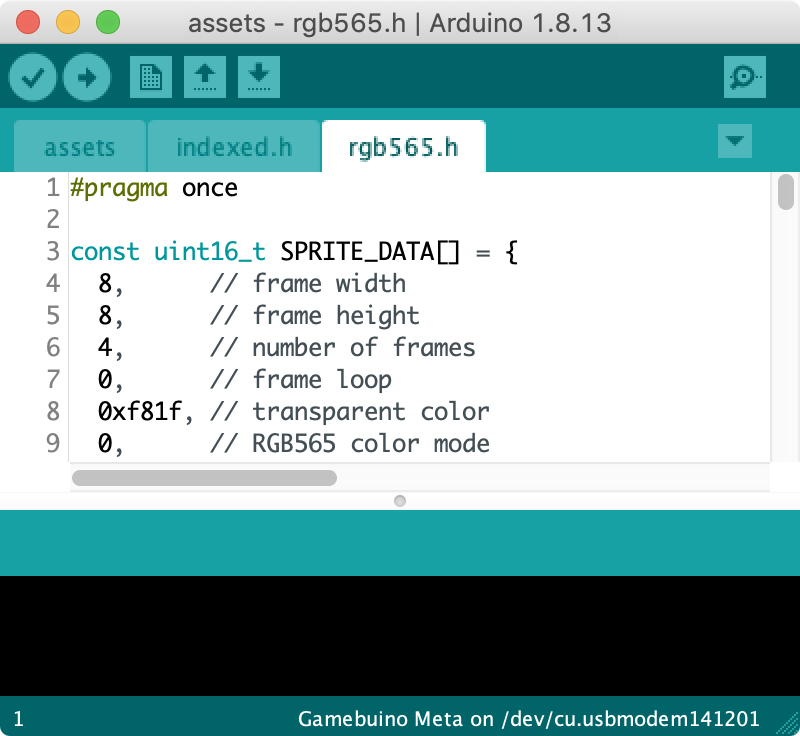 assets - rgb565.h | Arduino 1.8.13
assets indexed.h rgb565.h
1 #pragma once
2
3 const uint16_t SPRITE_DATA[] = {
4   8,      // frame width
5   8,      // frame height
6   4,      // number of frames
7   0,      // frame loop
8   0xf81f, // transparent color
9   0,      // RGB565 color mode
1 Gamebuino Meta on /dev/cu.usbmodem141201